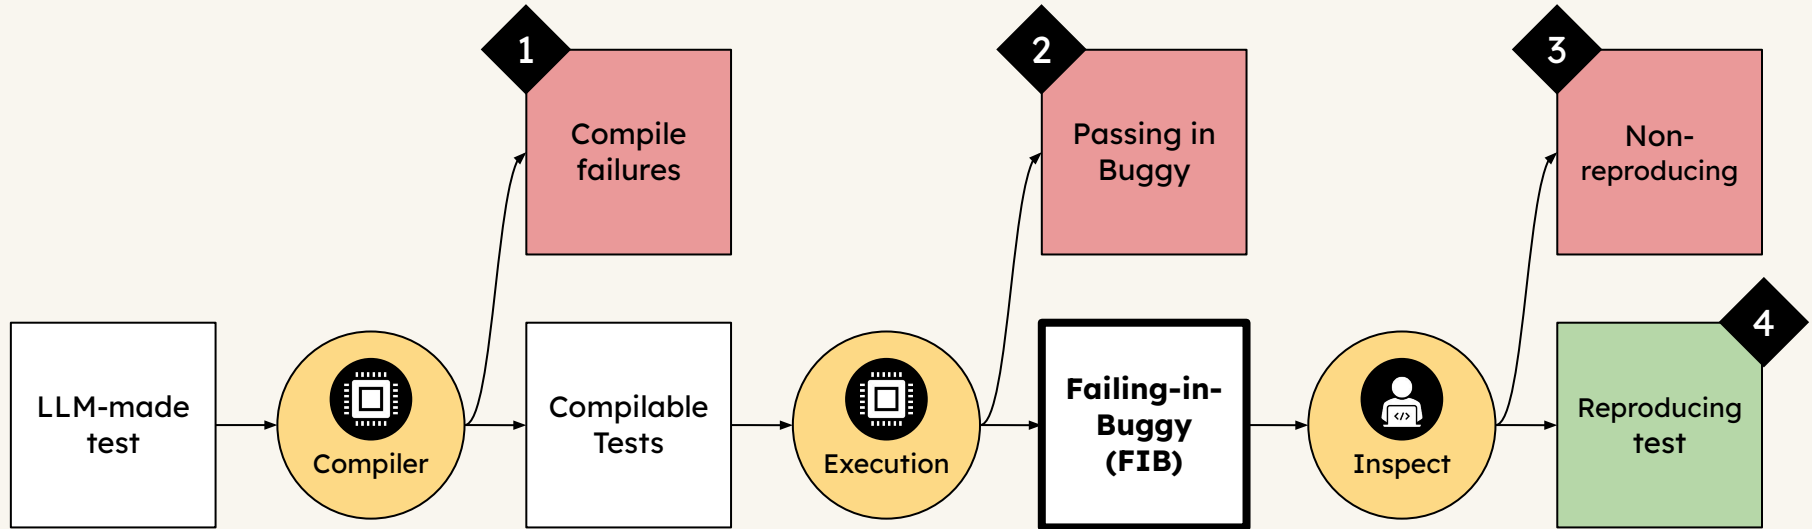 1
Compile
failures
2
Passing in
Buggy
3
Non-
reproducing
LLM-made
test
Compiler
Compilable
Tests
Execution
Failing-in-
Buggy
(FIB)
</>
Inspect
4
Reproducing
test